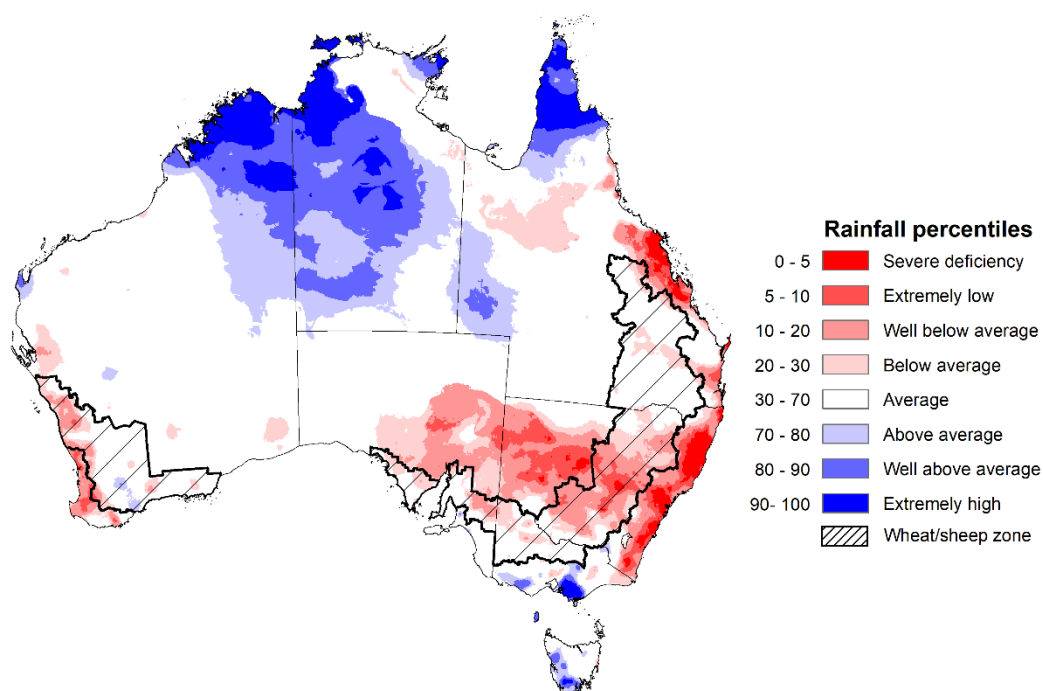 Rainfall percentiles
0 - 5 Severe deficiency
5 - 10 Extremely low
10 - 20 Well below average
20 - 30 Below average
30 - 70 Average
70 - 80 Above average
80 - 90 Well above average
90- 100 Extremely high
Wheat/sheep zone